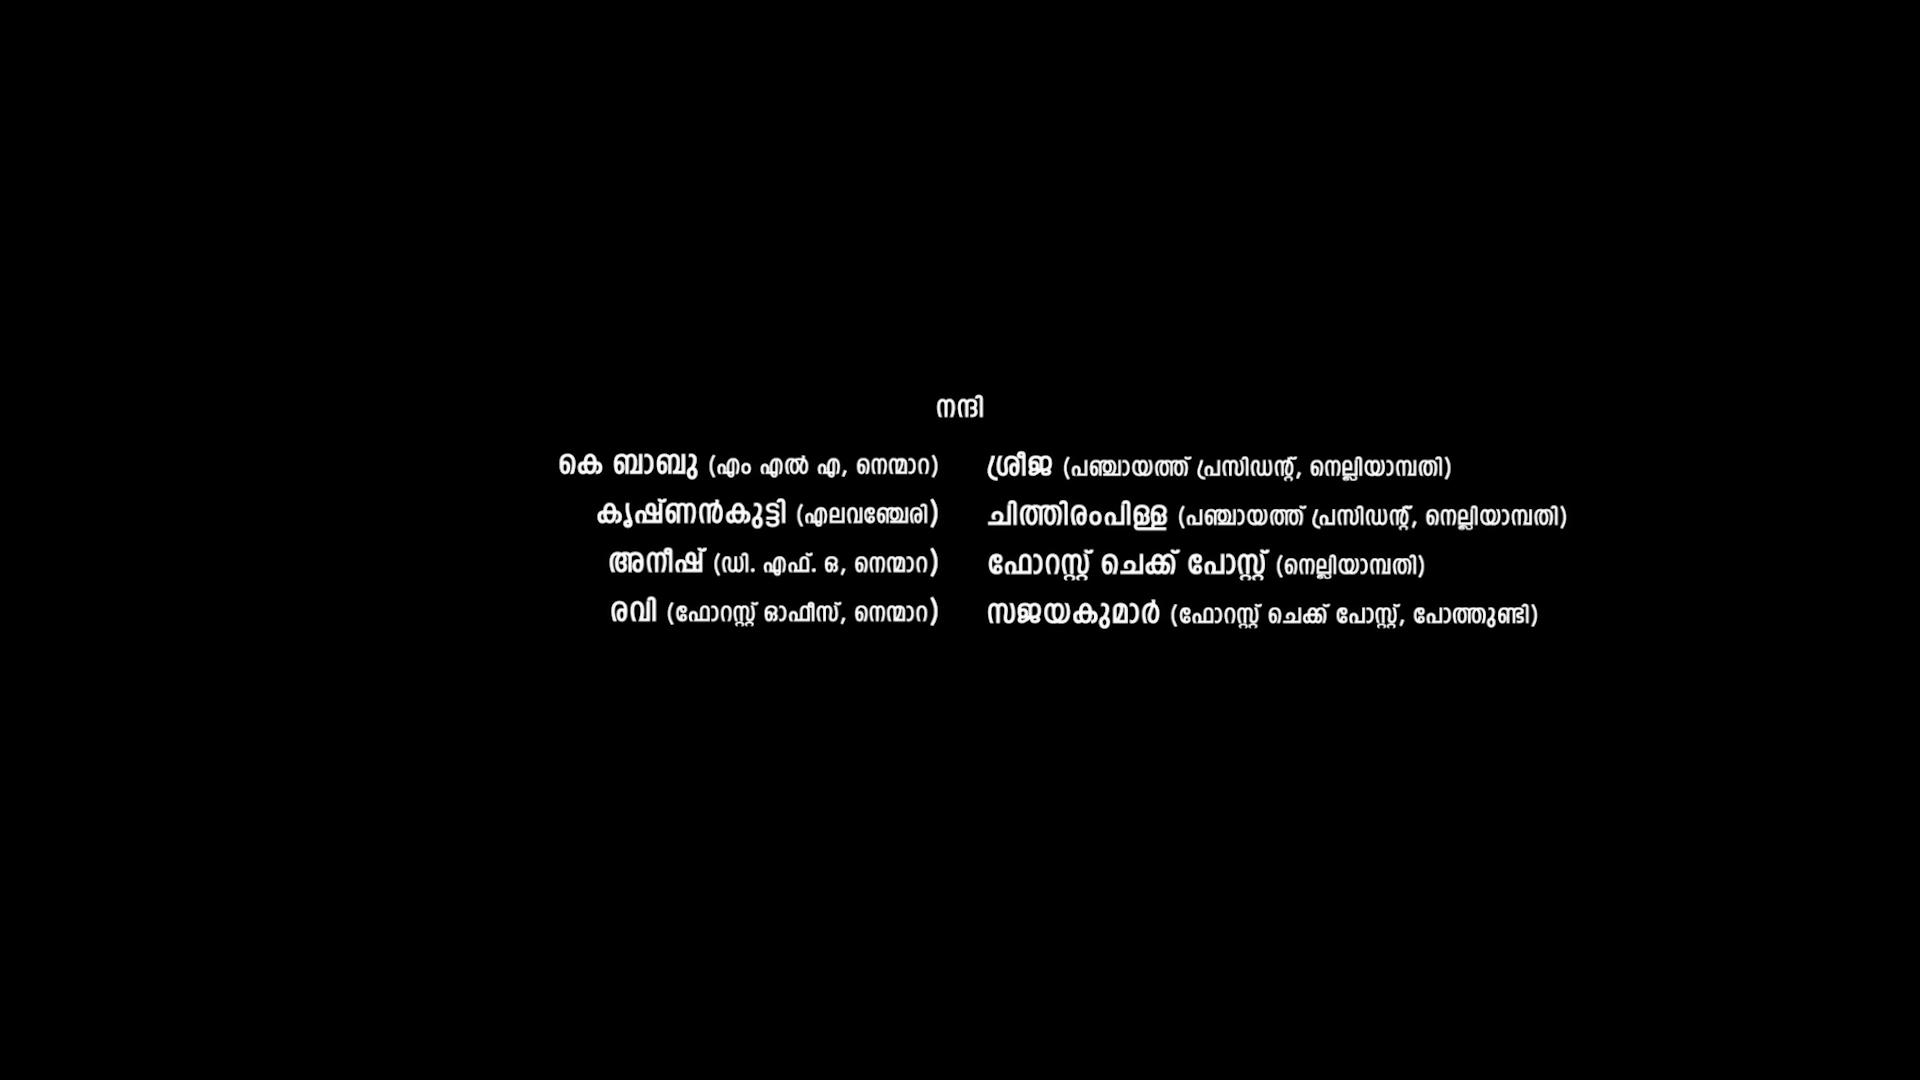 നന്ദി
കെ ബാബു (എം എൽ എ, നെന്മാറ) ശ്രീജ (പഞ്ചായത്ത് പ്രസിഡന്റ്, നെല്ലിയാമ്പതി)
കൃഷ്ണൻകുട്ടി (എലവഞ്ചേരി) ചിത്തിരംപിള്ള (പഞ്ചായത്ത് പ്രസിഡന്റ്, നെല്ലിയാമ്പതി)
അനീഷ് (ഡി. എഫ്. ഒ, നെന്മാറ) ഫോറസ്റ്റ് ചെക്ക് പോസ്റ്റ് (നെല്ലിയാമ്പതി)
രവി (ഫോറസ്റ്റ് ഓഫീസ്, നെന്മാറ) സജയകുമാർ (ഫോറസ്റ്റ് ചെക്ക് പോസ്റ്റ്, പോത്തുണ്ടി)